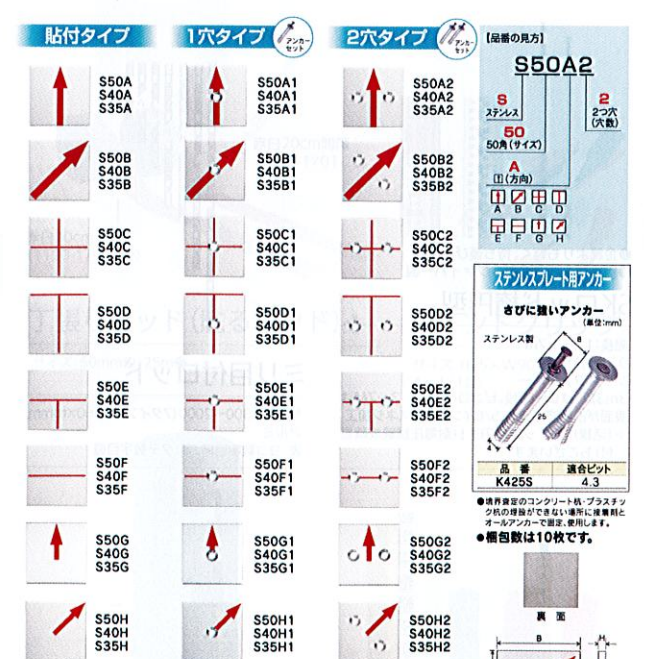 貼付タイプ
1穴タイプ
アンカーセット
2穴タイプ
アンカーセット
S50A
S40A
S35A
S50A1
S40A1
S35A1
S50A2
S40A2
S35A2
S50B
S40B
S35B
S50B1
S40B1
S35B1
S50B2
S40B2
S35B2
S50C
S40C
S35C
S50C1
S40C1
S35C1
S50C2
S40C2
S35C2
S50D
S40D
S35D
S50D1
S40D1
S35D1
S50D2
S40D2
S35D2
S50E
S40E
S35E
S50E1
S40E1
S35E1
S50E2
S40E2
S35E2
S50F
S40F
S35F
S50F1
S40F1
S35F1
S50F2
S40F2
S35F2
S50G
S40G
S35G
S50G1
S40G1
S35G1
S50G2
S40G2
S35G2
S50H
S40H
S35H
S50H1
S40H1
S35H1
S50H2
S40H2
S35H2
【品番の見方】
S50A2
S
ステンレス
2
2つ穴
(穴数)
50
50角(サイズ)
A
(方向)
A B C D
E F G H
ステンレスプレート用アンカー
さびに強いアンカー
(単位:mm)
ステンレス製
8
25
4
品 番 適合ビット
K425S 4.3
●境界査定のコンクリート杭・プラスチッ
ク杭の埋設ができない場所に接着剤と
オールアンカーで固定、使用します。
●梱包数は10枚です。
裏 面
B
H